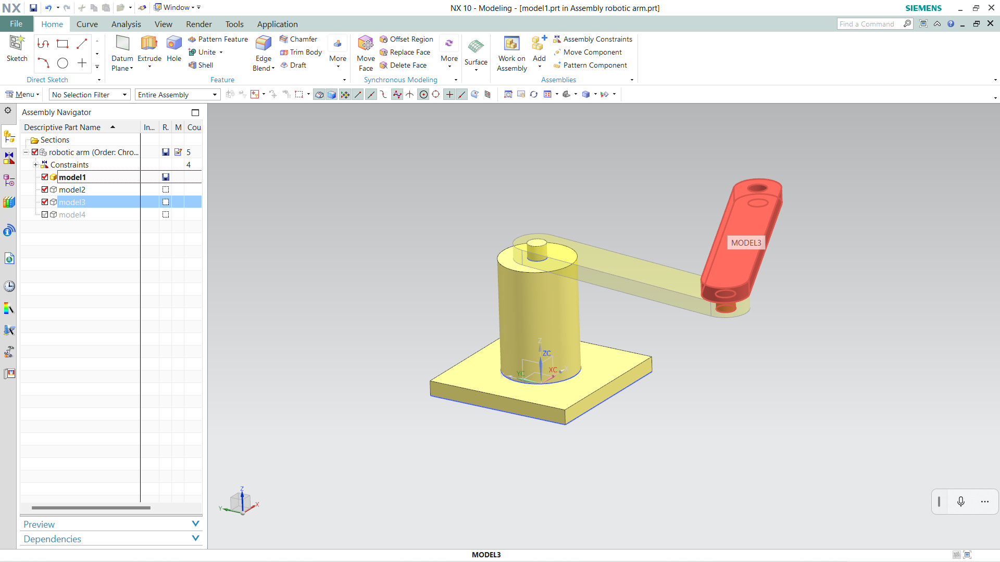 NX
Window
NX 10 - Modeling - [model1.prt in Assembly robotic arm.prt]
SIEMENS
File
Home
Curve
Analysis
View
Render
Tools
Application
Find a Command
Sketch
Datum
Plane
Extrude
Hole
Pattern Feature
Unite
Shell
Edge
Blend
Chamfer
Trim Body
Draft
More
Move
Face
Offset Region
Replace Face
Delete Face
More
Surface
Work on
Assembly
Add
Assembly Constraints
Move Component
Pattern Component
Direct Sketch
Feature
Synchronous Modeling
Assemblies
Menu
No Selection Filter
Entire Assembly
Assembly Navigator
Descriptive Part Name
In...
R.
M
Cou
Sections
robotic arm (Order: Chro...
5
Constraints
4
model1
model2
model3
model4
MODEL3
Z
ZC
XC
X
YC
Y
Z
X
Y
Preview
Dependencies
MODEL3